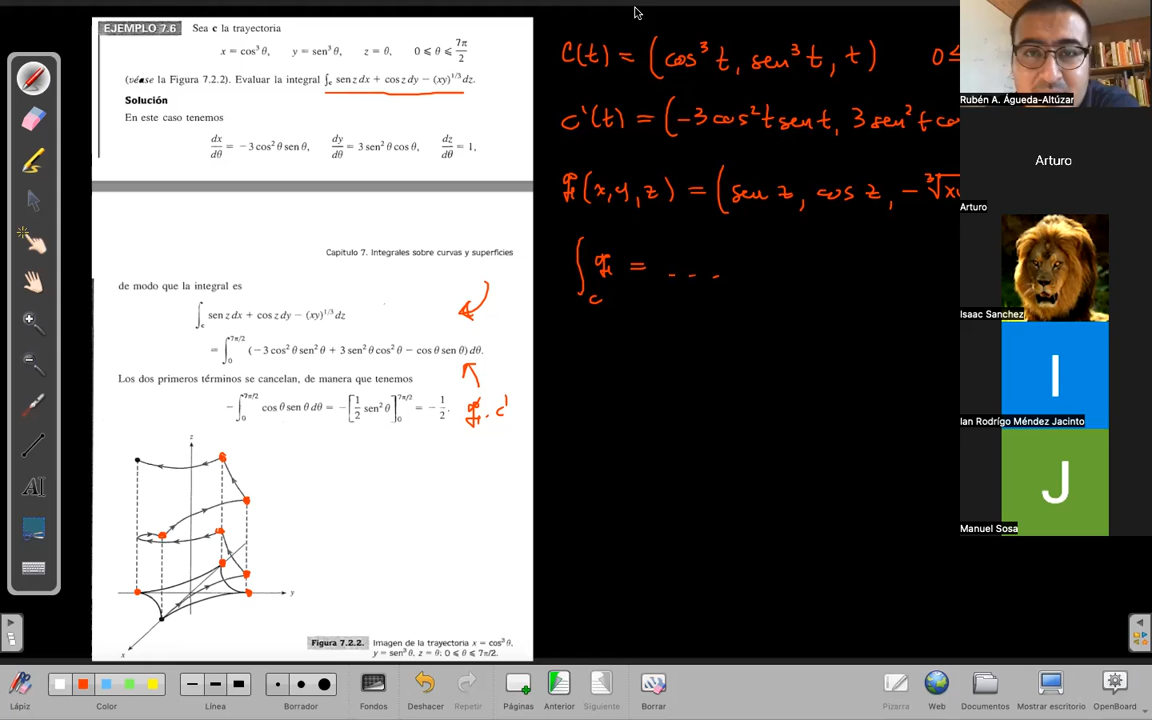 EJEMPLO 7.6 Sea c la trayectoria
x = cos³ θ, y = sen³ θ, z = θ, 0 ⩽ θ ⩽ 7π/2
(véase la Figura 7.2.2). Evaluar la integral ∫c sen z dx + cos z dy − (xy)^1/3 dz.
Solución
En este caso tenemos
dx/dθ = −3 cos² θ sen θ, dy/dθ = 3 sen² θ cos θ, dz/dθ = 1,
Capítulo 7. Integrales sobre curvas y superficies
de modo que la integral es
∫c sen z dx + cos z dy − (xy)^1/3 dz
= ∫0^7π/2 (−3 cos² θ sen² θ + 3 sen² θ cos² θ − cos θ sen θ) dθ.
Los dos primeros términos se cancelan, de manera que tenemos
−∫0^7π/2 cos θ sen θ dθ = −[1/2 sen² θ]0^7π/2 = −1/2.
· c'
z
y
x
Figura 7.2.2. Imagen de la trayectoria x = cos³ θ,
y = sen³ θ, z = θ; 0 ⩽ θ ⩽ 7π/2.
C(t) = (cos³ t, sen³ t, t) 0≤
c'(t) = (−3 cos² t sen t, 3 sen² t cos
(x, y, z) = (sen z, cos z, −∛x
∫c = - - -
Rubén A. Águeda-Altúzar
Arturo
Arturo
Isaac Sanchez
I
Ian Rodrígo Méndez Jacinto
J
Manuel Sosa
AI
Lápiz
Color
Línea
Fondos
Deshacer
Repetir
Páginas
Anterior
Siguiente
Borrar
Pizarra
Web
Documentos
Mostrar escritorio
OpenBoard